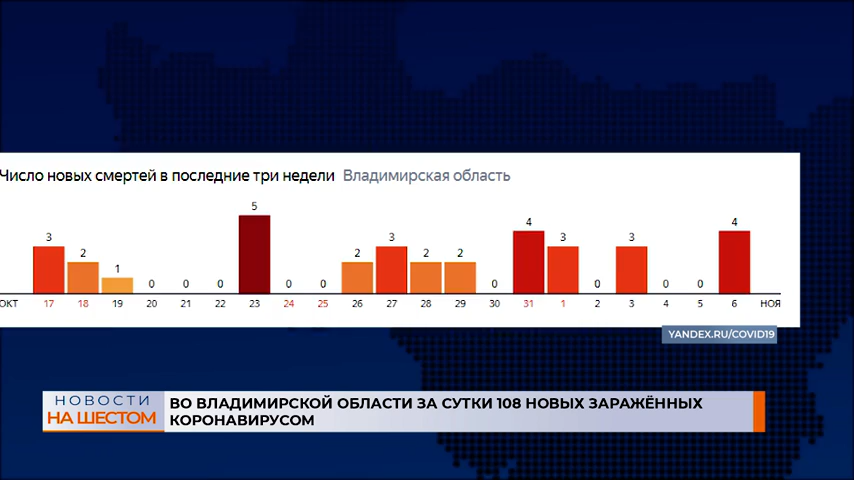 Число новых смертей в последние три недели Владимирская область
3 2 1 0 0 0 5 0 0 2 3 2 2 0 4 3 0 3 0 0 4
ОКТ 17 18 19 20 21 22 23 24 25 26 27 28 29 30 31 1 2 3 4 5 6 НОЯ
YANDEX.RU/COVID19
НОВОСТИ
НА ШЕСТОМ
ВО ВЛАДИМИРСКОЙ ОБЛАСТИ ЗА СУТКИ 108 НОВЫХ ЗАРАЖЁННЫХ
КОРОНАВИРУСОМ